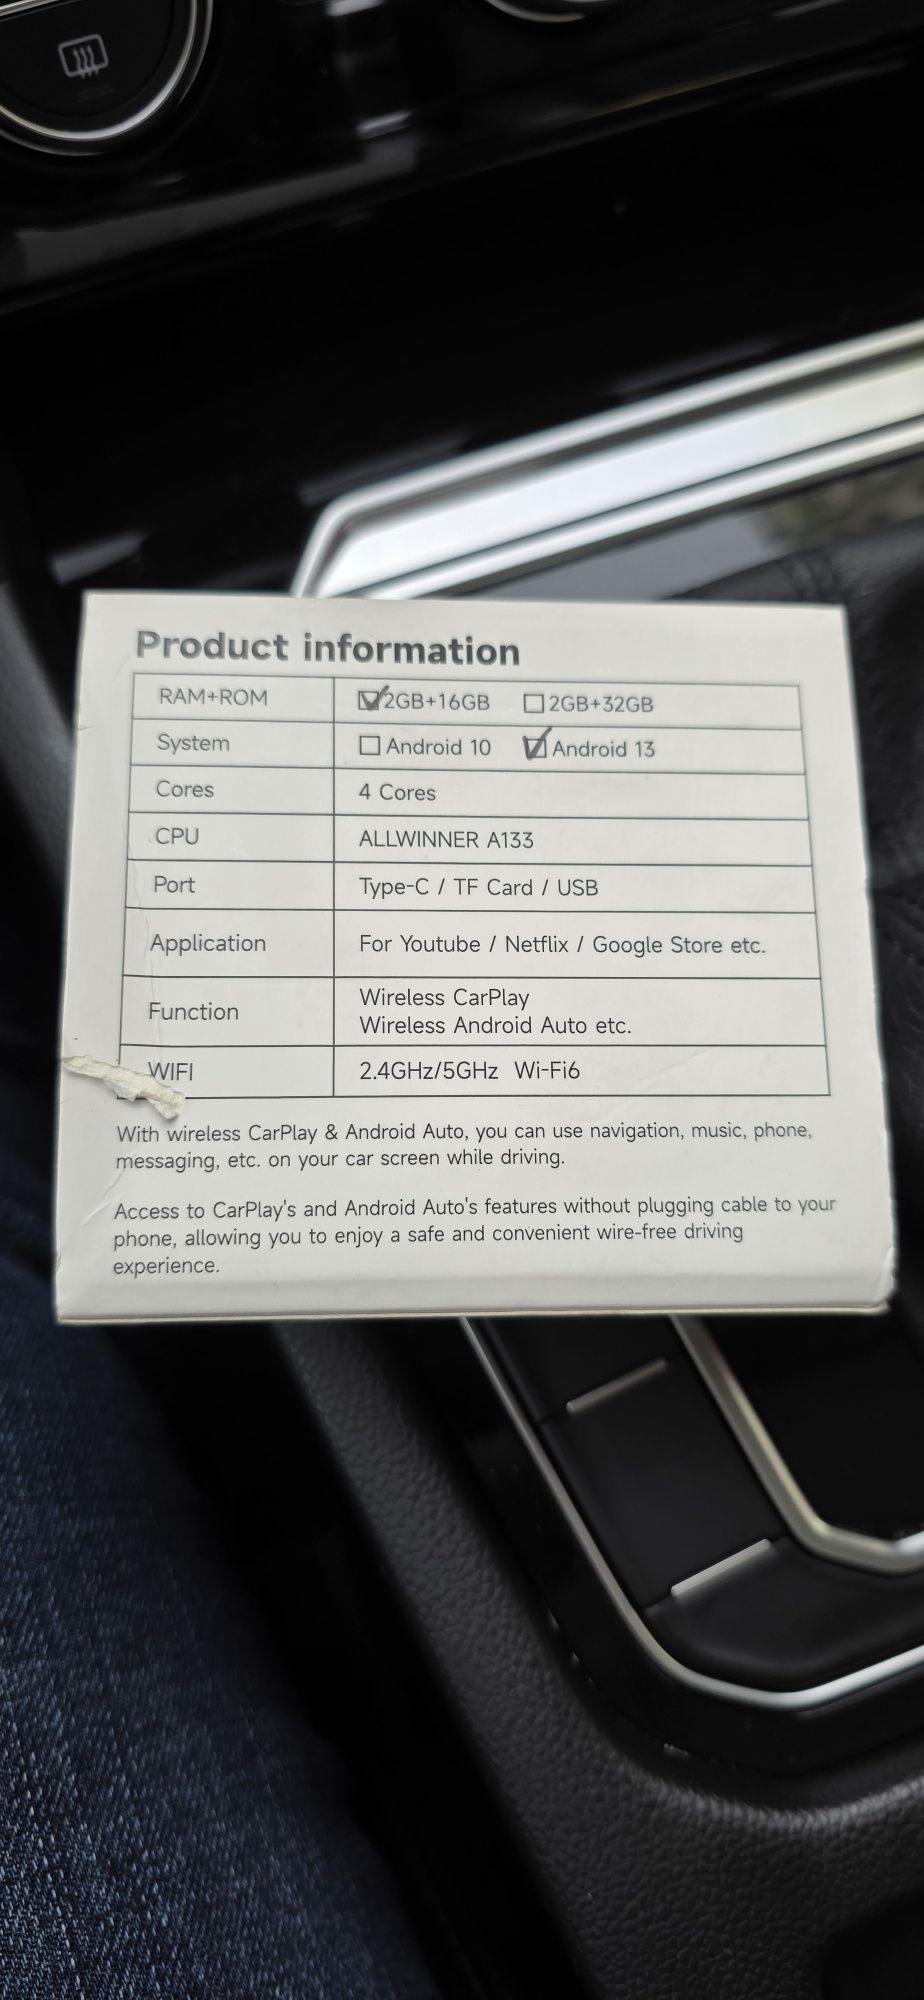 Product information
RAM+ROM ☑2GB+16GB ☐2GB+32GB
System ☐Android 10 ☑Android 13
Cores 4 Cores
CPU ALLWINNER A133
Port Type-C / TF Card / USB
Application For Youtube / Netflix / Google Store etc.
Function Wireless CarPlay
Wireless Android Auto etc.
WIFI 2.4GHz/5GHz Wi-Fi6
With wireless CarPlay & Android Auto, you can use navigation, music, phone,
messaging, etc. on your car screen while driving.
Access to CarPlay's and Android Auto's features without plugging cable to your
phone, allowing you to enjoy a safe and convenient wire-free driving
experience.